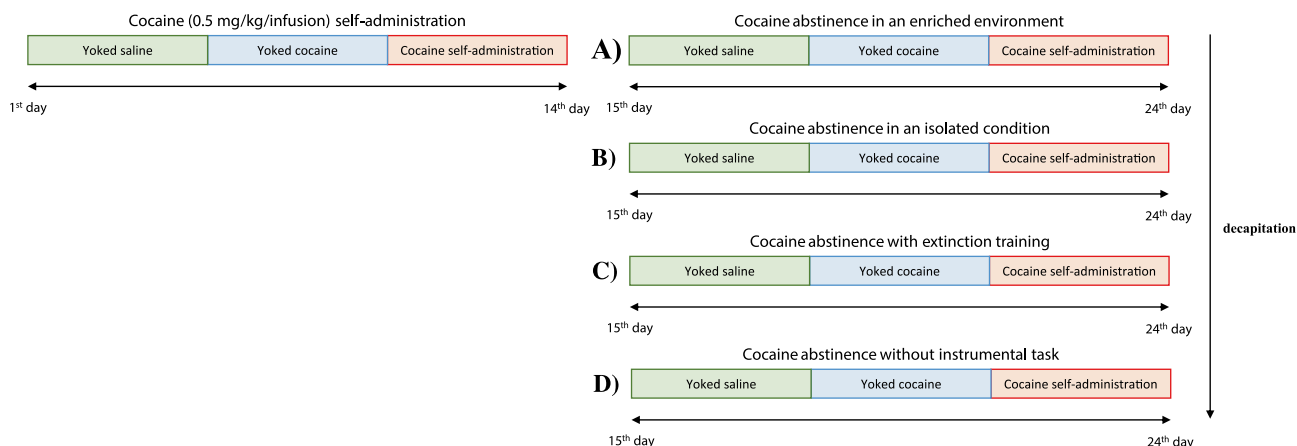 Cocaine (0.5 mg/kg/infusion) self-administration
Yoked saline Yoked cocaine Cocaine self-administration
1st day 14th day
Cocaine abstinence in an enriched environment
A) Yoked saline Yoked cocaine Cocaine self-administration
15th day 24th day
Cocaine abstinence in an isolated condition
B) Yoked saline Yoked cocaine Cocaine self-administration
15th day 24th day
Cocaine abstinence with extinction training
C) Yoked saline Yoked cocaine Cocaine self-administration
15th day 24th day
Cocaine abstinence without instrumental task
D) Yoked saline Yoked cocaine Cocaine self-administration
15th day 24th day
decapitation